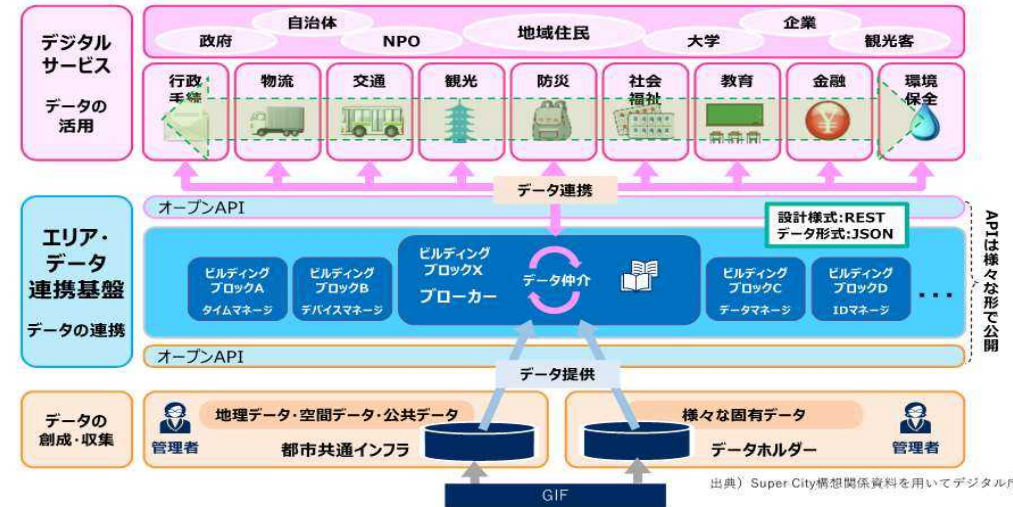 デジタル
サービス
データの
活用
政府
自治体
NPO
地域住民
大学
企業
観光客
行政
手続
物流
交通
観光
防災
社会
福祉
教育
金融
環境
保全
データ連携
オープンAPI
設計様式:REST
データ形式:JSON
エリア・
データ
連携基盤
データの連携
ビルディング
ブロックA
タイムマネージ
ビルディング
ブロックB
デバイスマネージ
ビルディング
ブロックX
ブローカー
データ仲介
ビルディング
ブロックC
データマネージ
ビルディング
ブロックD
IDマネージ
・・・
APIは様々な形で公開
オープンAPI
データ提供
データの
創成・収集
管理者
地理データ・空間データ・公共データ
都市共通インフラ
様々な固有データ
データホルダー
管理者
GIF
出典）Super City構想関係資料を用いてデジタル